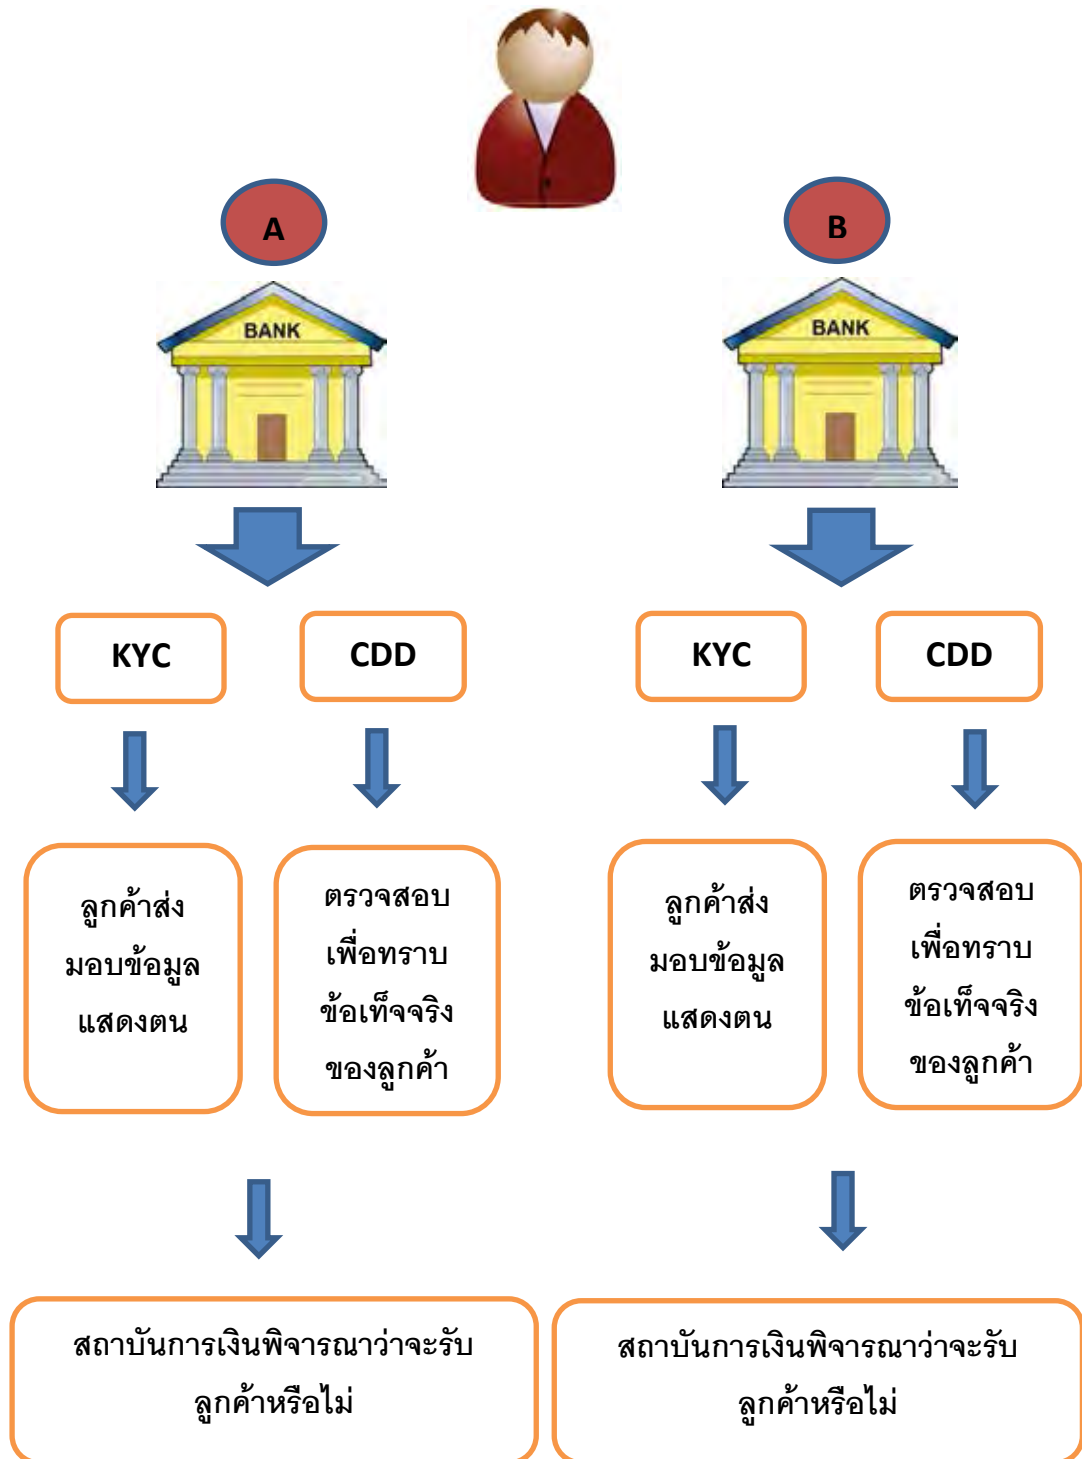 A
B
BANK
BANK
KYC
CDD
KYC
CDD
ลูกค้าส่ง
มอบข้อมูล
แสดงตน
ตรวจสอบ
เพื่อทราบ
ข้อเท็จจริง
ของลูกค้า
ลูกค้าส่ง
มอบข้อมูล
แสดงตน
ตรวจสอบ
เพื่อทราบ
ข้อเท็จจริง
ของลูกค้า
สถาบันการเงินพิจารณาว่าจะรับ
ลูกค้าหรือไม่
สถาบันการเงินพิจารณาว่าจะรับ
ลูกค้าหรือไม่